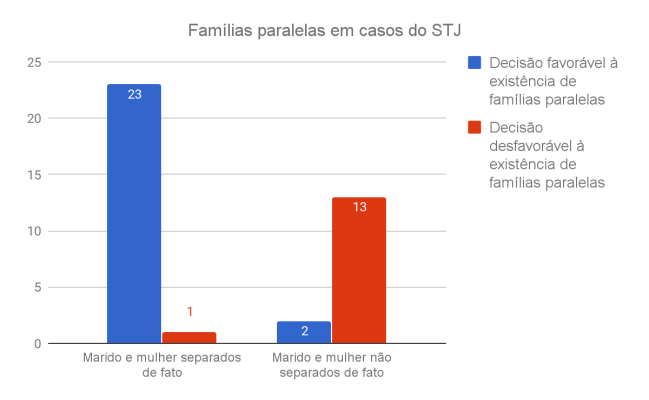 Famílias paralelas em casos do STJ
25
20
15
10
5
0
23
1
2
13
Marido e mulher separados
de fato
Marido e mulher não
separados de fato
Decisão favorável à
existência de
famílias paralelas
Decisão
desfavorável à
existência de
famílias paralelas